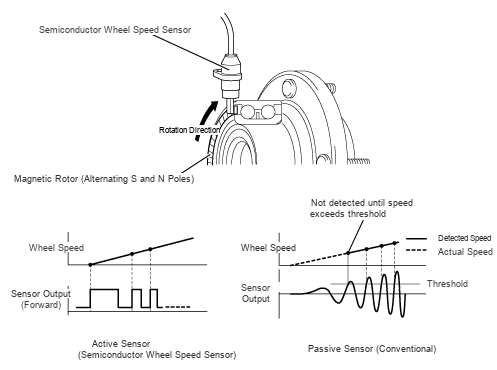 Semiconductor Wheel Speed Sensor
Rotation Direction
Magnetic Rotor (Alternating S and N Poles)
Not detected until speed
exceeds threshold
Wheel Speed
Sensor Output
(Forward)
Active Sensor
(Semiconductor Wheel Speed Sensor)
Wheel Speed
Detected Speed
Actual Speed
Sensor
Output
Threshold
Passive Sensor (Conventional)